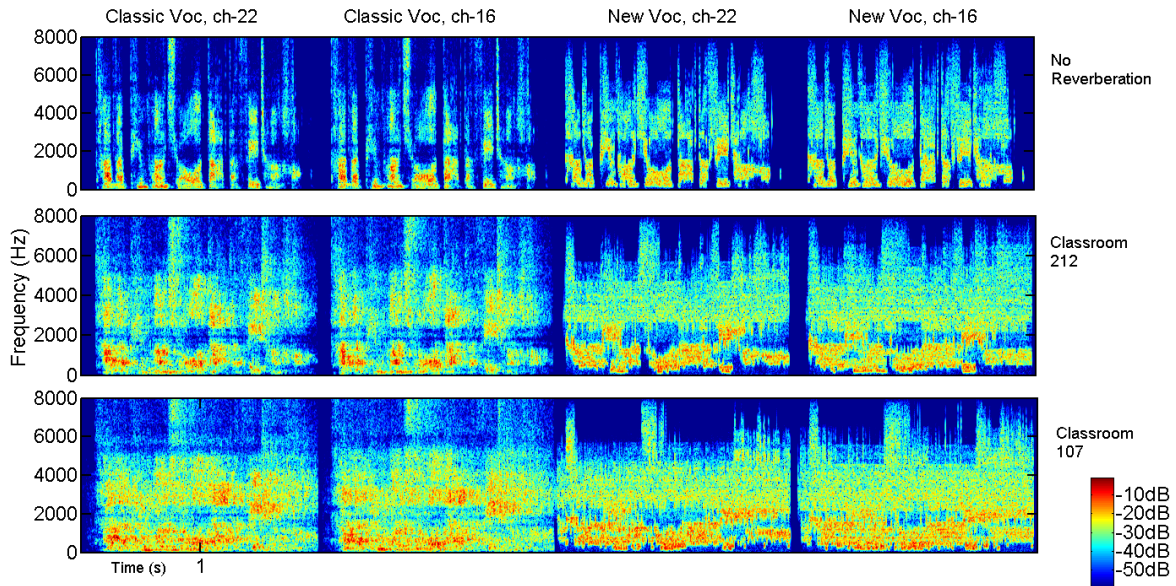 Classic Voc, ch-22
Classic Voc, ch-16
New Voc, ch-22
New Voc, ch-16
8000
6000
4000
2000
0
No
Reverberation
Frequency (Hz)
8000
6000
4000
2000
0
Classroom
212
8000
6000
4000
2000
0
Classroom
107
-10dB
-20dB
-30dB
-40dB
-50dB
Time (s) 1